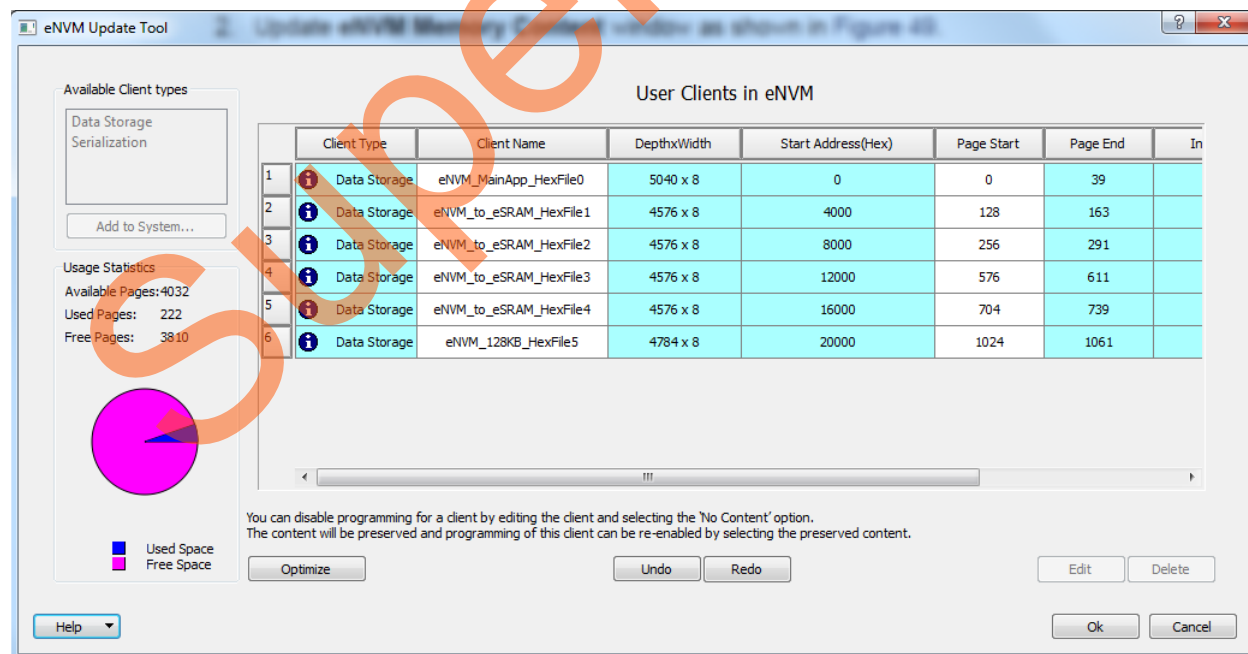 eNVM Update Tool
2. Update eNVM Memory Content window as shown in Figure 49.
User Clients in eNVM
Available Client types
Data Storage
Serialization
Add to System...
Usage Statistics
Available Pages:4032
Used Pages: 222
Free Pages: 3810
Used Space
Free Space
Client Type Client Name DepthxWidth Start Address(Hex) Page Start Page End In
1 Data Storage eNVM_MainApp_HexFile0 5040 x 8 0 0 39
2 Data Storage eNVM_to_eSRAM_HexFile1 4576 x 8 4000 128 163
3 Data Storage eNVM_to_eSRAM_HexFile2 4576 x 8 8000 256 291
4 Data Storage eNVM_to_eSRAM_HexFile3 4576 x 8 12000 576 611
5 Data Storage eNVM_to_eSRAM_HexFile4 4576 x 8 16000 704 739
6 Data Storage eNVM_128KB_HexFile5 4784 x 8 20000 1024 1061
You can disable programming for a client by editing the client and selecting the 'No Content' option.
The content will be preserved and programming of this client can be re-enabled by selecting the preserved content.
Optimize Undo Redo Edit Delete
Help Ok Cancel
Super